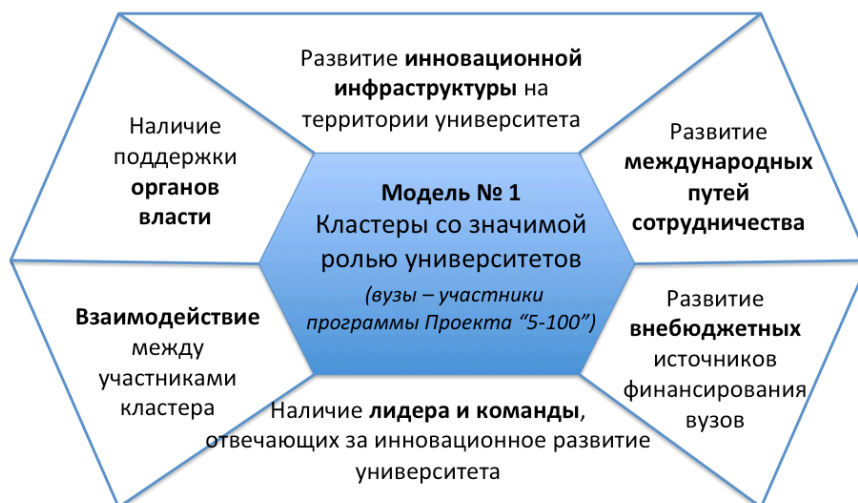 Развитие инновационной
инфраструктуры на
территории университета
Наличие
поддержки
органов
власти
Развитие
международных
путей
сотрудничества
Модель № 1
Кластеры со значимой
ролью университетов
(вузы – участники
программы Проекта “5-100”)
Взаимодействие
между
участниками
кластера
Развитие
внебюджетных
источников
финансирования
вузов
Наличие лидера и команды,
отвечающих за инновационное развитие
университета